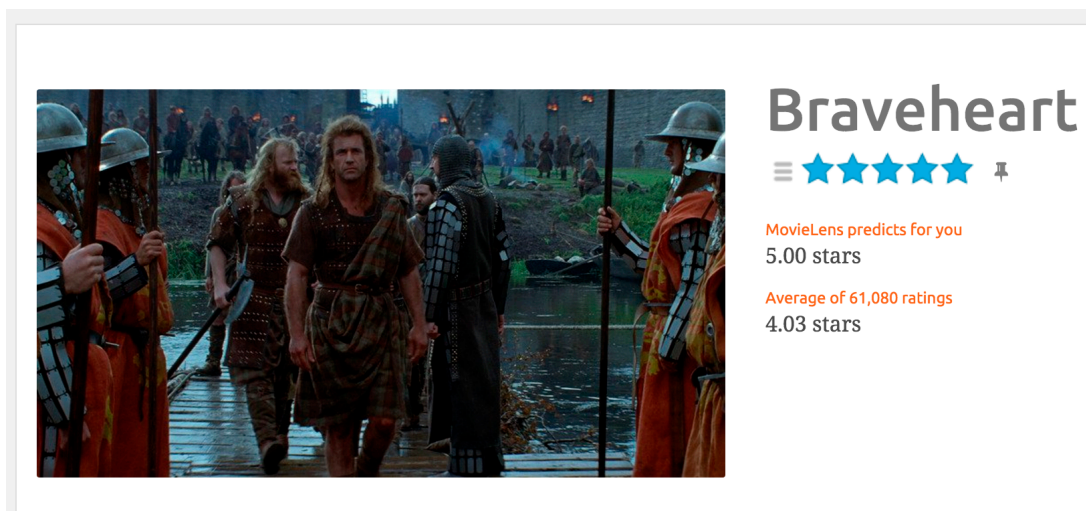 Braveheart
MovieLens predicts for you
5.00 stars
Average of 61,080 ratings
4.03 stars